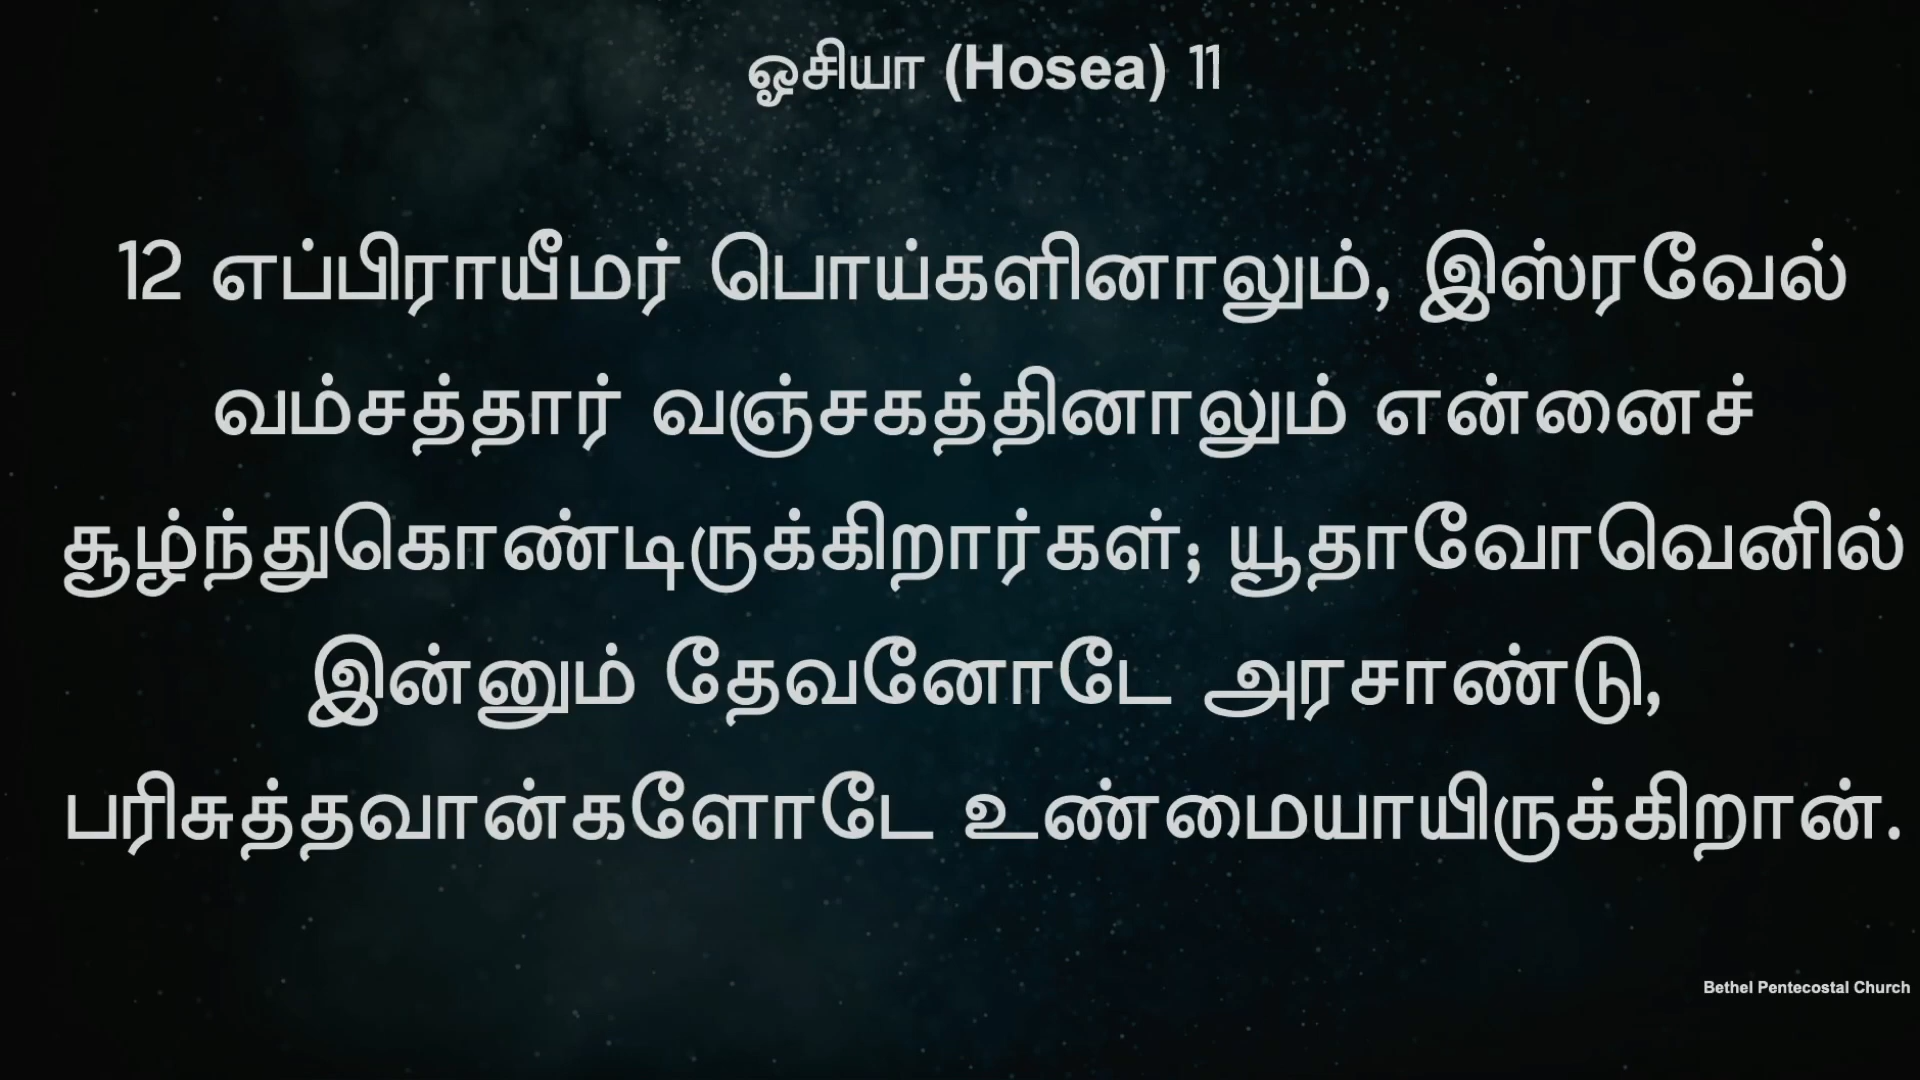 ஓசியா (Hosea) 11
12 எப்பிராயீமர் பொய்களினாலும், இஸ்ரவேல்
வம்சத்தார் வஞ்சகத்தினாலும் என்னைச்
சூழ்ந்துகொண்டிருக்கிறார்கள்; யூதாவோவெனில்
இன்னும் தேவனோடே அரசாண்டு,
பரிசுத்தவான்களோடே உண்மையாயிருக்கிறான்.
Bethel Pentecostal Church